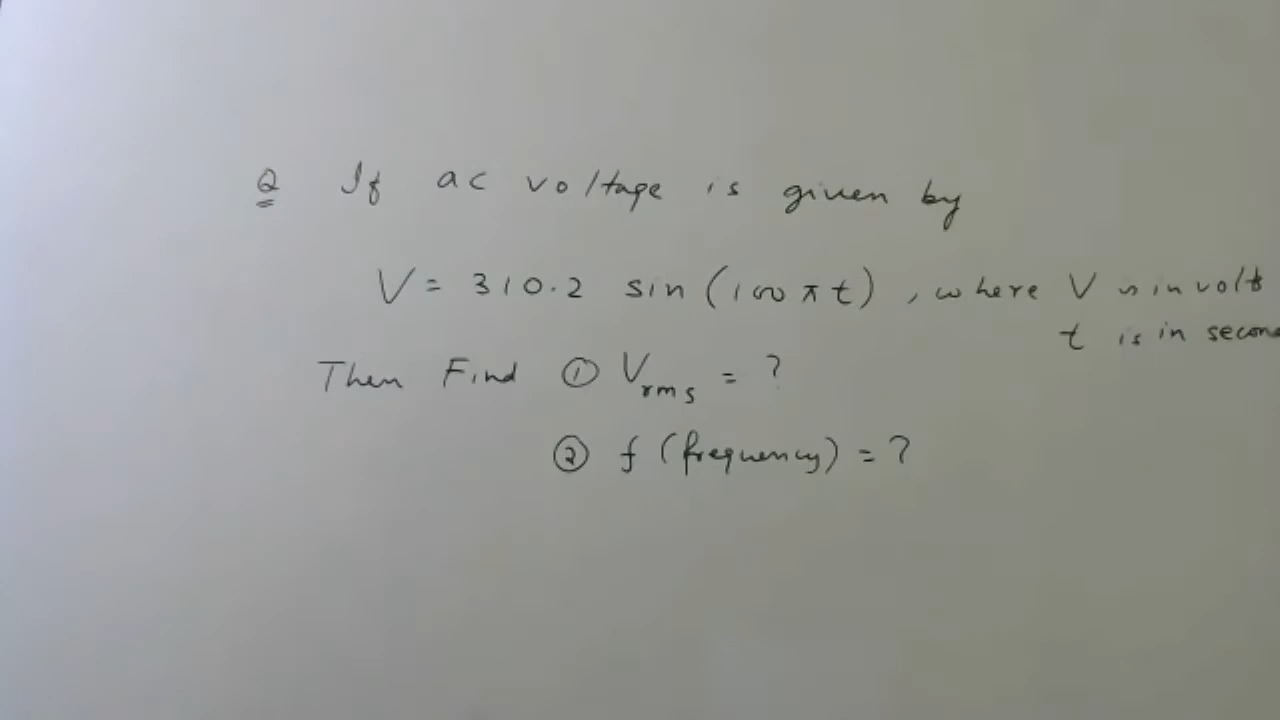 Q If ac voltage is given by
V = 310.2 sin (100 π t) , where V is in volt
t is in secon
Then Find ① Vrms = ?
② f (frequency) = ?